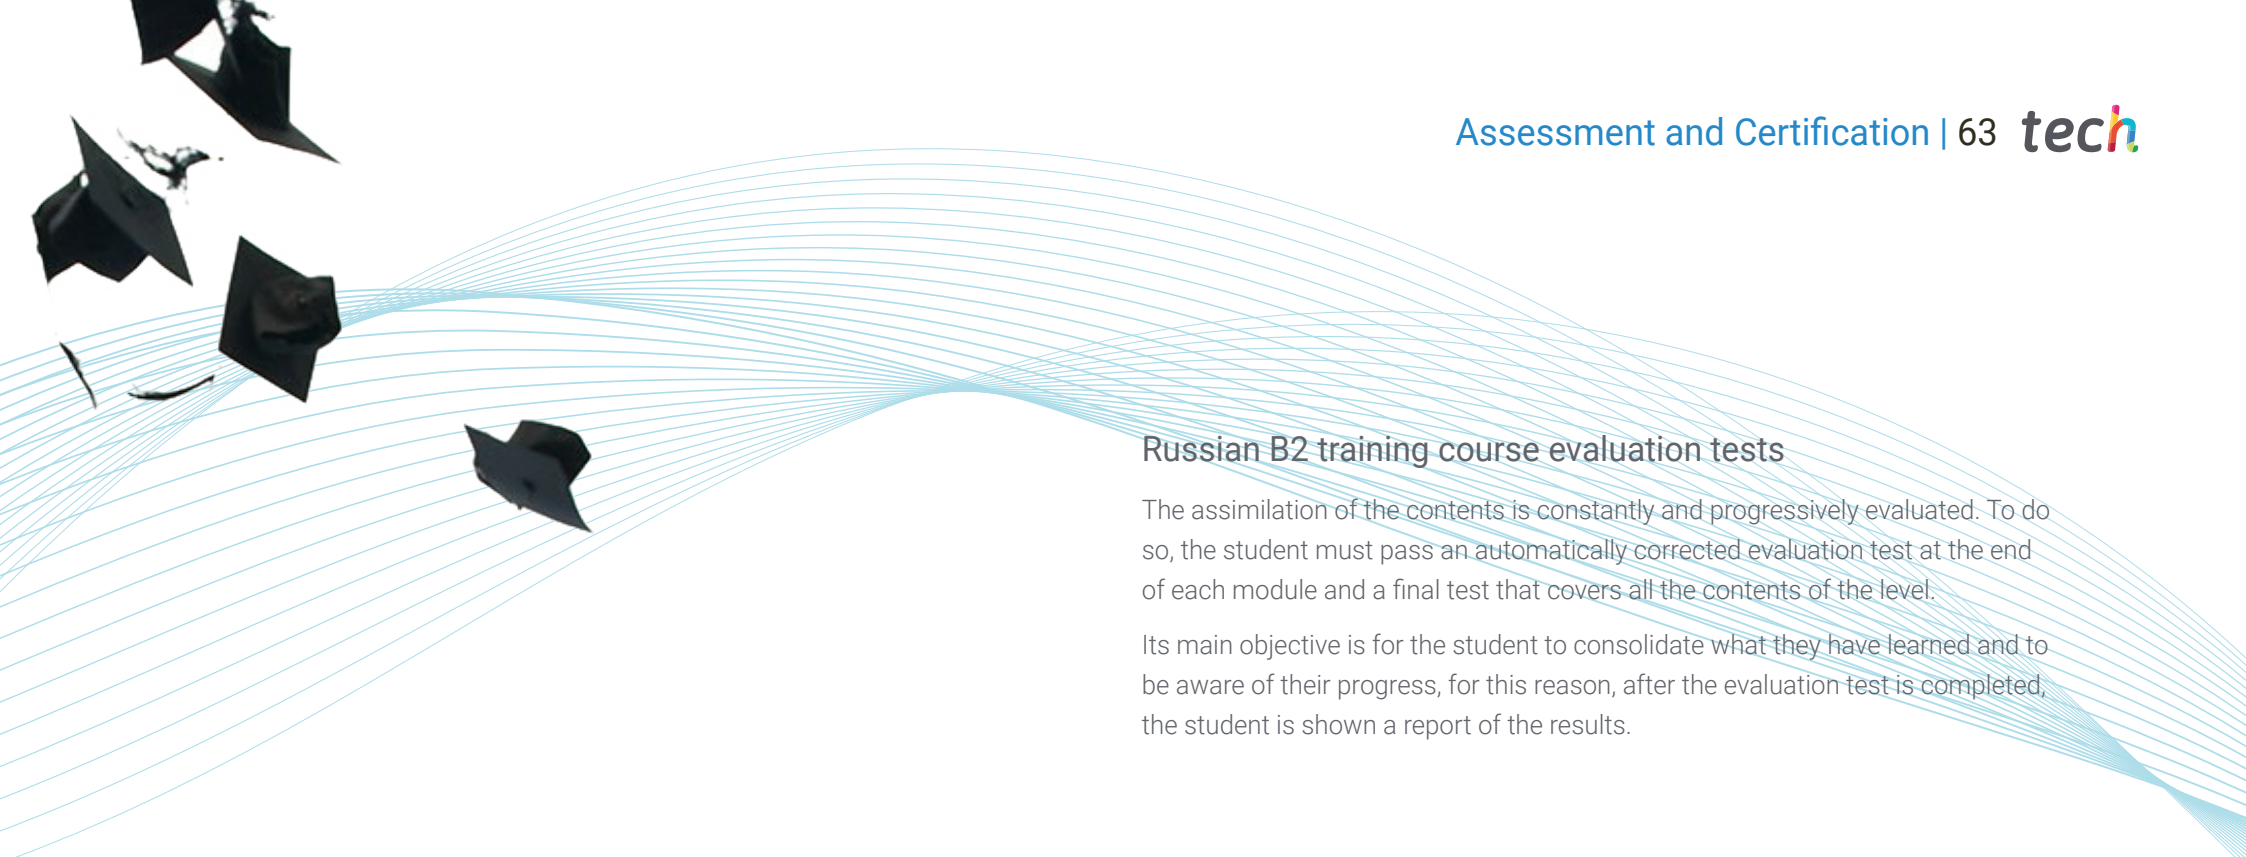 Assessment and Certification | 63 tech
Russian B2 training course evaluation tests
The assimilation of the contents is constantly and progressively evaluated. To do
so, the student must pass an automatically corrected evaluation test at the end
of each module and a final test that covers all the contents of the level.
Its main objective is for the student to consolidate what they have learned and to
be aware of their progress, for this reason, after the evaluation test is completed,
the student is shown a report of the results.